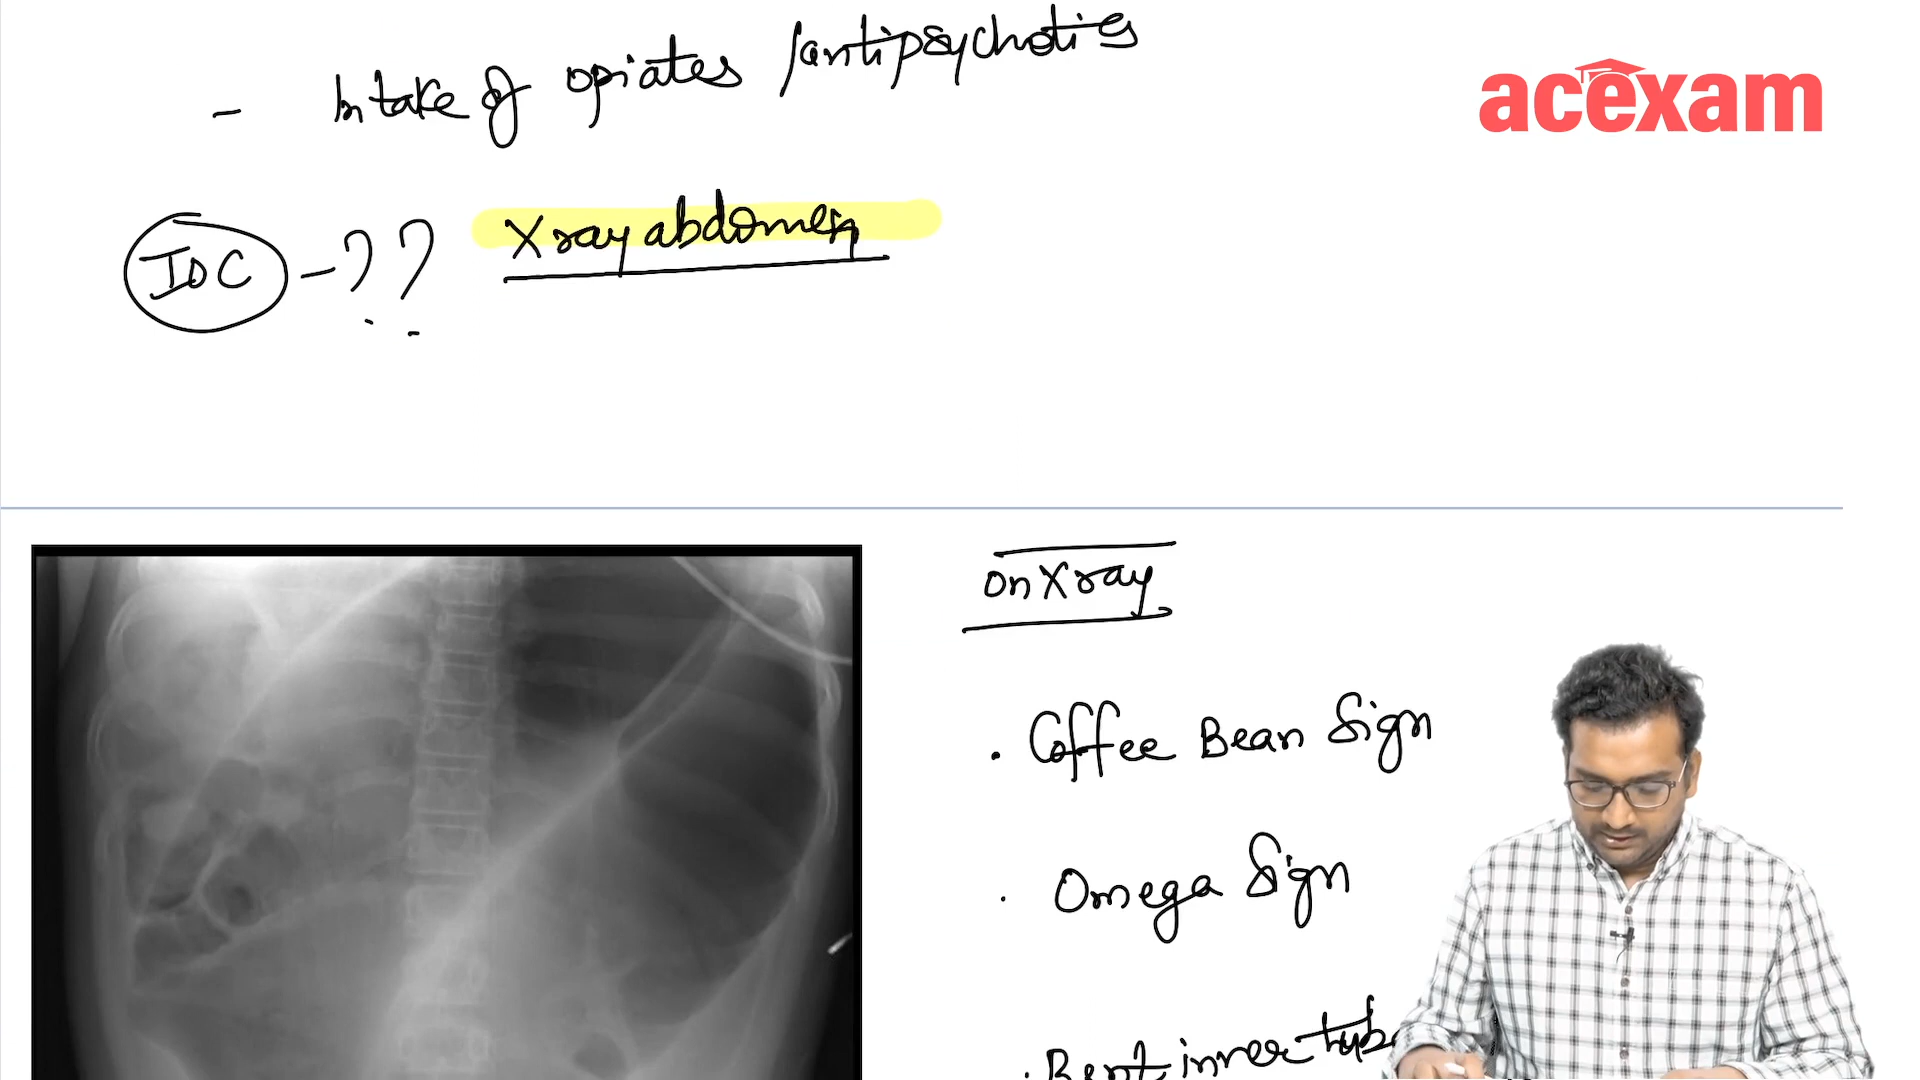 - Intake of opiates / antipsychotics
acexam
IOC - ?? X ray abdomen
on X ray
. Coffee Bean Sign
. Omega Sign
. Bent inner tube